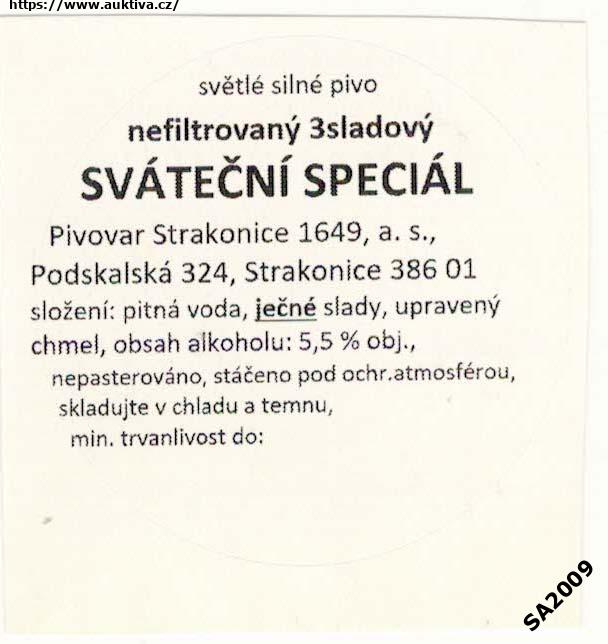 https://www.auktiva.cz/
světlé silné pivo
nefiltrovaný 3sladový
SVÁTEČNÍ SPECIÁL
Pivovar Strakonice 1649, a. s.,
Podskalská 324, Strakonice 386 01
složení: pitná voda, ječné slady, upravený
chmel, obsah alkoholu: 5,5 % obj.,
nepasterováno, stáčeno pod ochr.atmosférou,
skladujte v chladu a temnu,
min. trvanlivost do:
SA2009